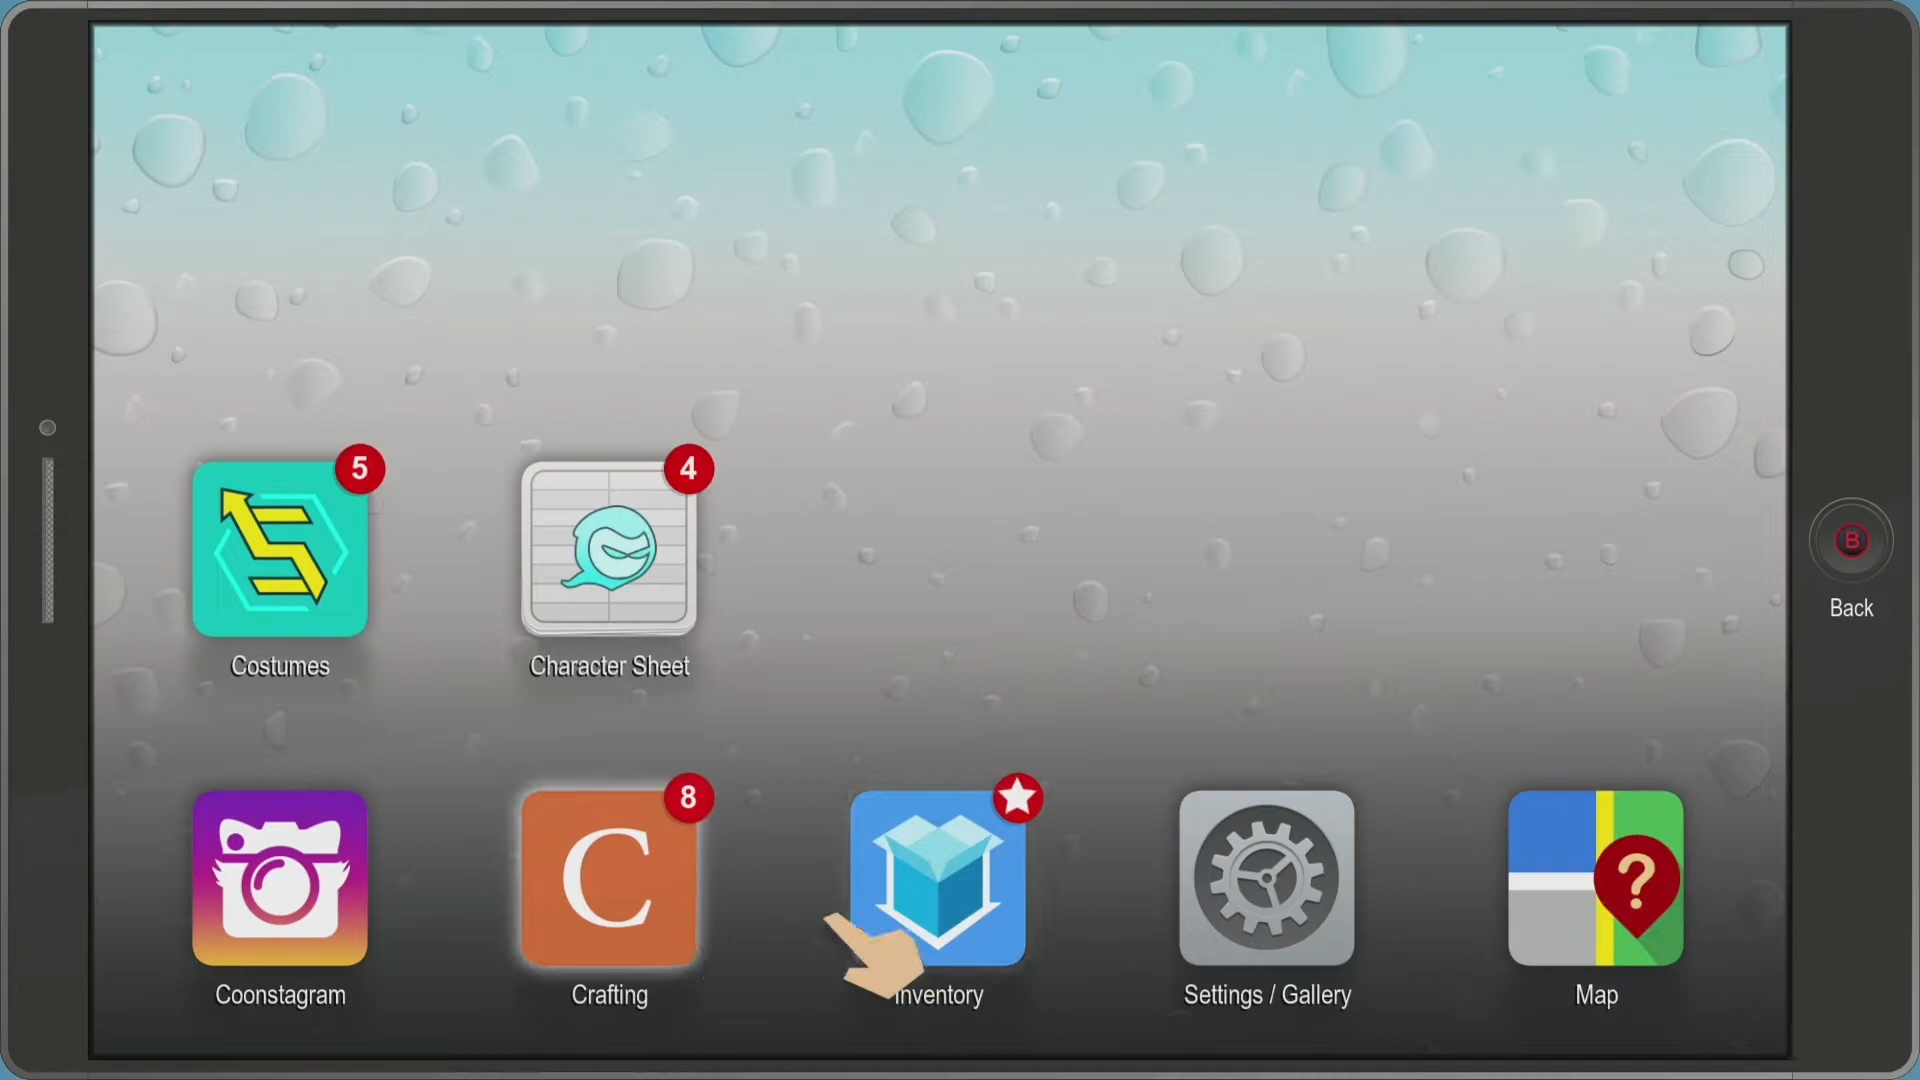 5
4
Costumes
Character Sheet
B
Back
8
C
?
Coonstagram
Crafting
Inventory
Settings / Gallery
Map